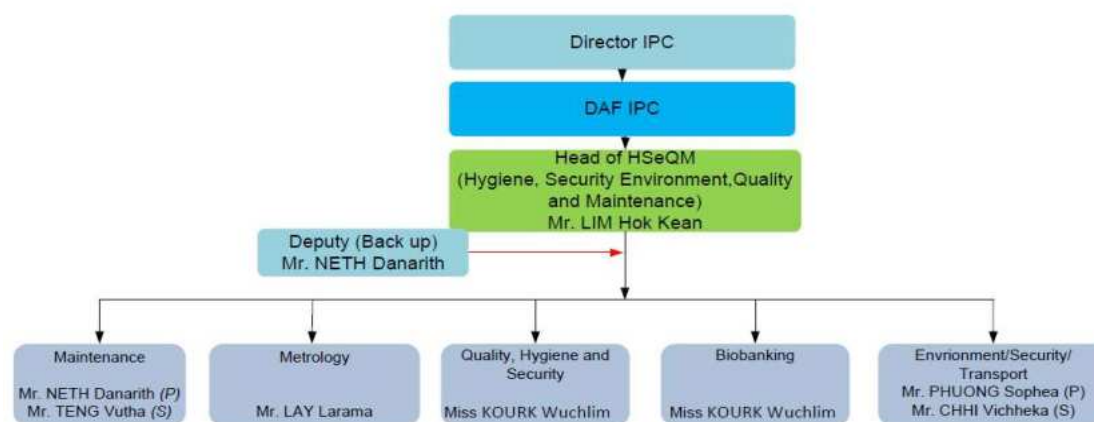 Director IPC
DAF IPC
Head of HSeQM
(Hygiene, Security Environment,Quality
and Maintenance)
Mr. LIM Hok Kean
Deputy (Back up)
Mr. NETH Danarith
Maintenance
Mr. NETH Danarith (P)
Mr. TENG Vutha (S)
Metrology
Mr. LAY Larama
Quality, Hygiene and
Security
Miss KOURK Wuchlim
Biobanking
Miss KOURK Wuchlim
Envrionment/Security/
Transport
Mr. PHUONG Sophea (P)
Mr. CHHI Vichheka (S)